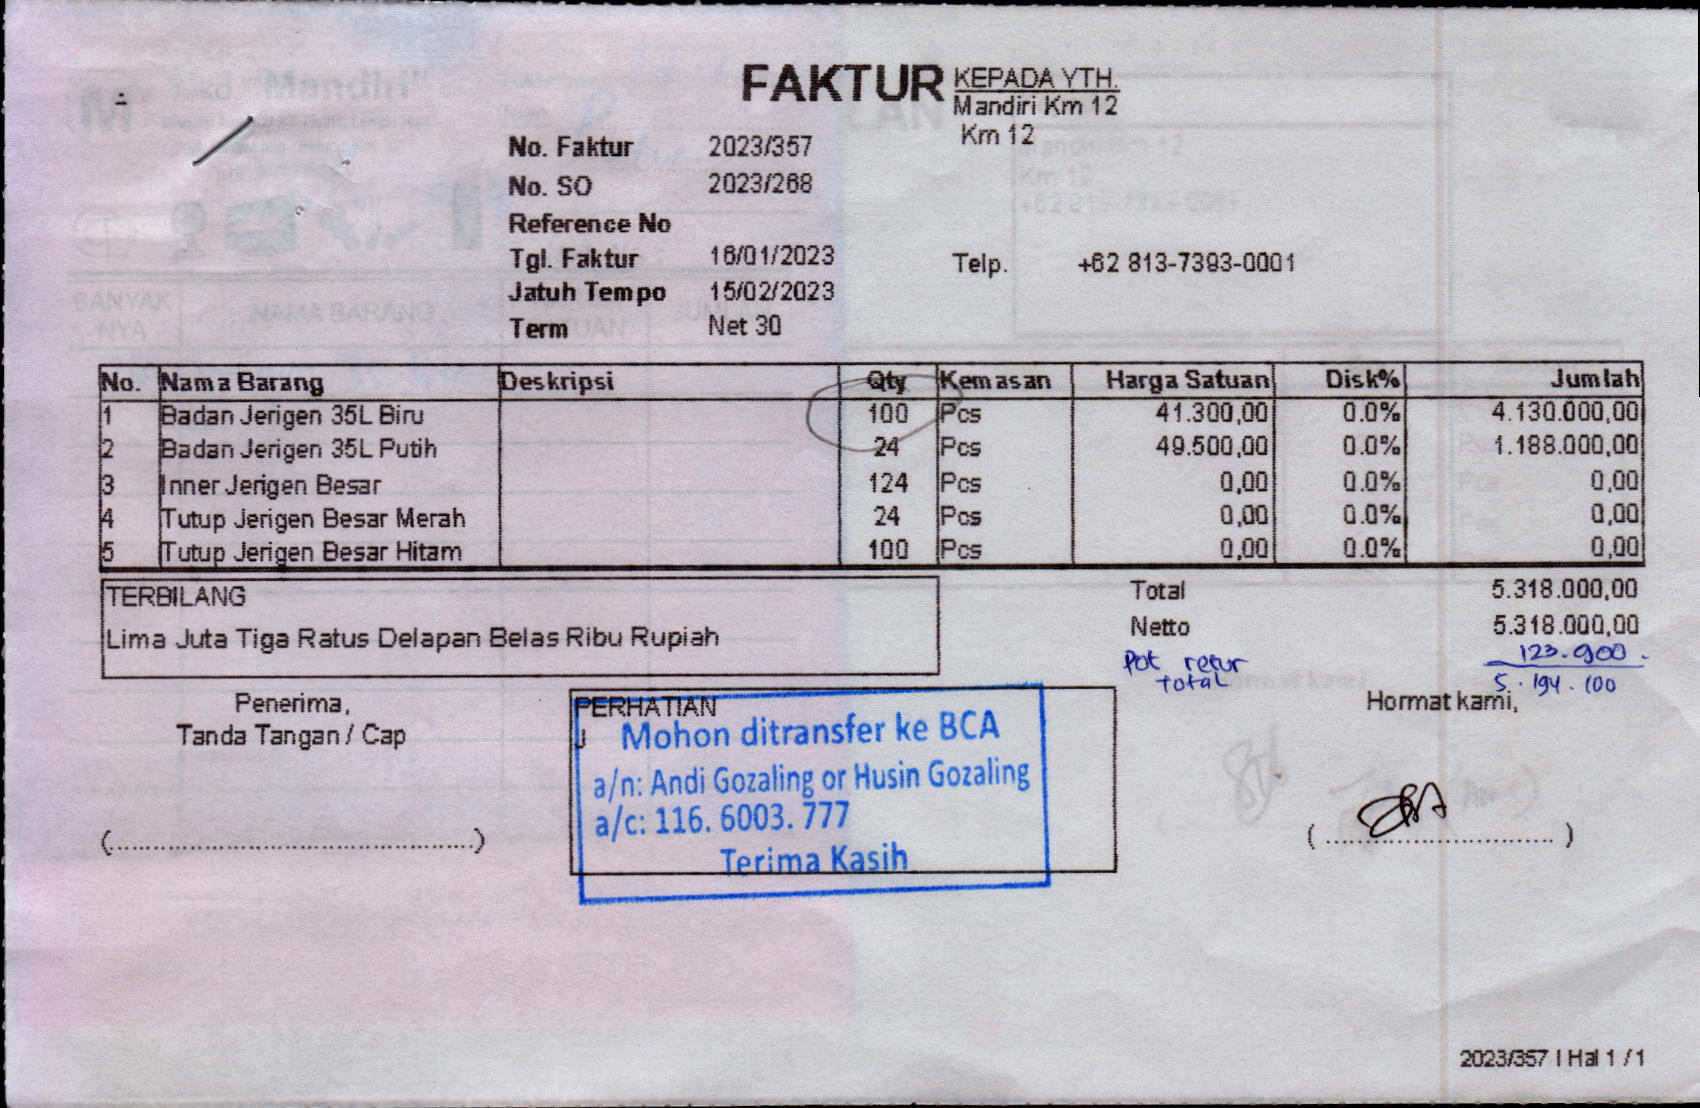 FAKTUR
KEPADA YTH.
Mandiri Km 12
Km 12
No. Faktur 2023/357
No. SO 2023/268
Reference No
Tgl. Faktur 16/01/2023
Telp. +62 813-7393-0001
Jatuh Tempo 15/02/2023
Term Net 30
No. Nama Barang Deskripsi Qty Kemasan Harga Satuan Disk% Jumlah
1 Badan Jerigen 35L Biru 100 Pcs 41.300,00 0.0% 4.130.000,00
2 Badan Jerigen 35L Putih 24 Pcs 49.500,00 0.0% 1.188.000,00
3 Inner Jerigen Besar 124 Pcs 0,00 0.0% 0,00
4 Tutup Jerigen Besar Merah 24 Pcs 0,00 0.0% 0,00
5 Tutup Jerigen Besar Hitam 100 Pcs 0,00 0.0% 0,00
TERBILANG
Lima Juta Tiga Ratus Delapan Belas Ribu Rupiah
Total 5.318.000,00
Netto 5.318.000,00
Pot retur 123.900.
total 5.194.100
Penerima,
Tanda Tangan / Cap
(....................................................)
PERHATIAN
Mohon ditransfer ke BCA
a/n: Andi Gozaling or Husin Gozaling
a/c: 116. 6003. 777
Terima Kasih
Hormat kami,
( ................................ )
2023/357 | Hal 1 / 1